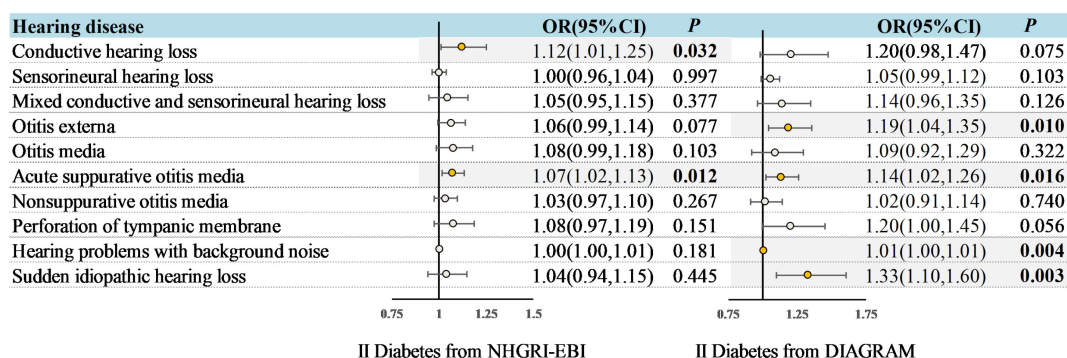 Hearing disease OR(95%CI) P OR(95%CI) P
Conductive hearing loss 1.12(1.01,1.25) 0.032 1.20(0.98,1.47) 0.075
Sensorineural hearing loss 1.00(0.96,1.04) 0.997 1.05(0.99,1.12) 0.103
Mixed conductive and sensorineural hearing loss 1.05(0.95,1.15) 0.377 1.14(0.96,1.35) 0.126
Otitis externa 1.06(0.99,1.14) 0.077 1.19(1.04,1.35) 0.010
Otitis media 1.08(0.99,1.18) 0.103 1.09(0.92,1.29) 0.322
Acute suppurative otitis media 1.07(1.02,1.13) 0.012 1.14(1.02,1.26) 0.016
Nonsuppurative otitis media 1.03(0.97,1.10) 0.267 1.02(0.91,1.14) 0.740
Perforation of tympanic membrane 1.08(0.97,1.19) 0.151 1.20(1.00,1.45) 0.056
Hearing problems with background noise 1.00(1.00,1.01) 0.181 1.01(1.00,1.01) 0.004
Sudden idiopathic hearing loss 1.04(0.94,1.15) 0.445 1.33(1.10,1.60) 0.003
0.75 1 1.25 1.5 0.75 1 1.25 1.75
II Diabetes from NHGRI-EBI II Diabetes from DIAGRAM